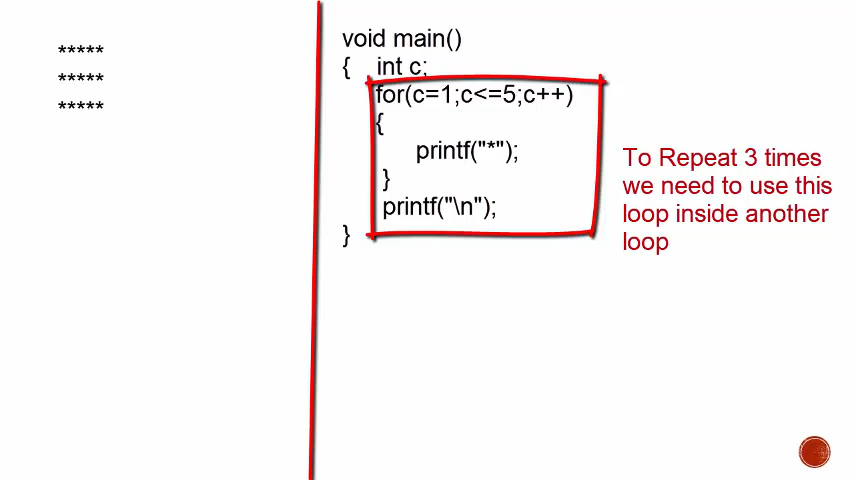 *****
*****
*****
void main()
{ int c;
for(c=1;c<=5;c++)
{
printf("*");
}
printf("\n");
}
To Repeat 3 times
we need to use this
loop inside another
loop